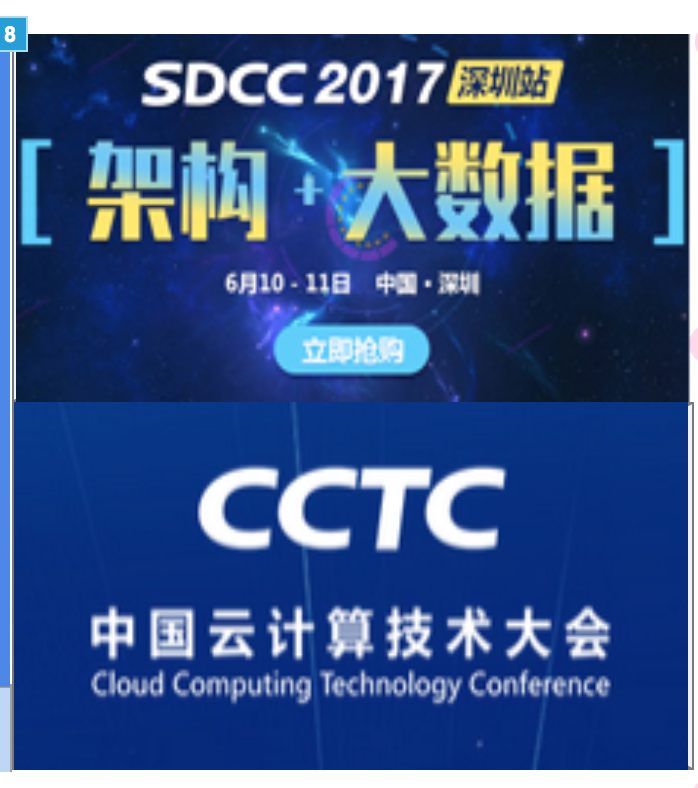 8
SDCC 2017 深圳站
[ 架构 + 大数据 ]
6月10 - 11日 中国 · 深圳
立即抢购
CCTC
中国云计算技术大会
Cloud Computing Technology Conference